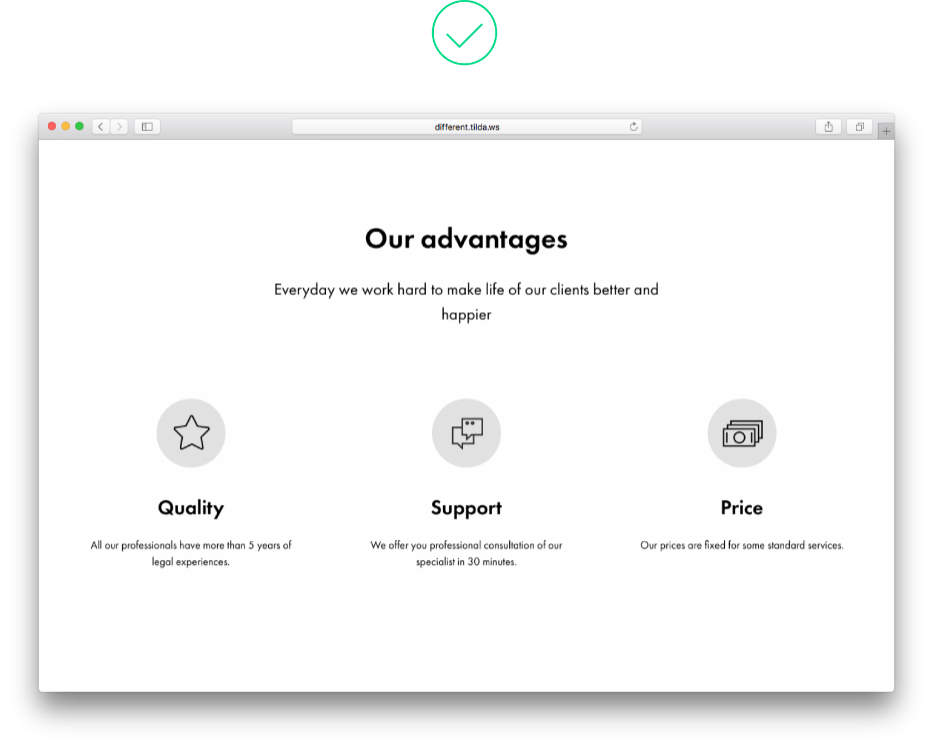 different.tilda.ws
Our advantages
Everyday we work hard to make life of our clients better and
happier
Quality
Support
Price
All our professionals have more than 5 years of
legal experiences.
We offer you professional consultation of our
specialist in 30 minutes.
Our prices are fixed for some standard services.